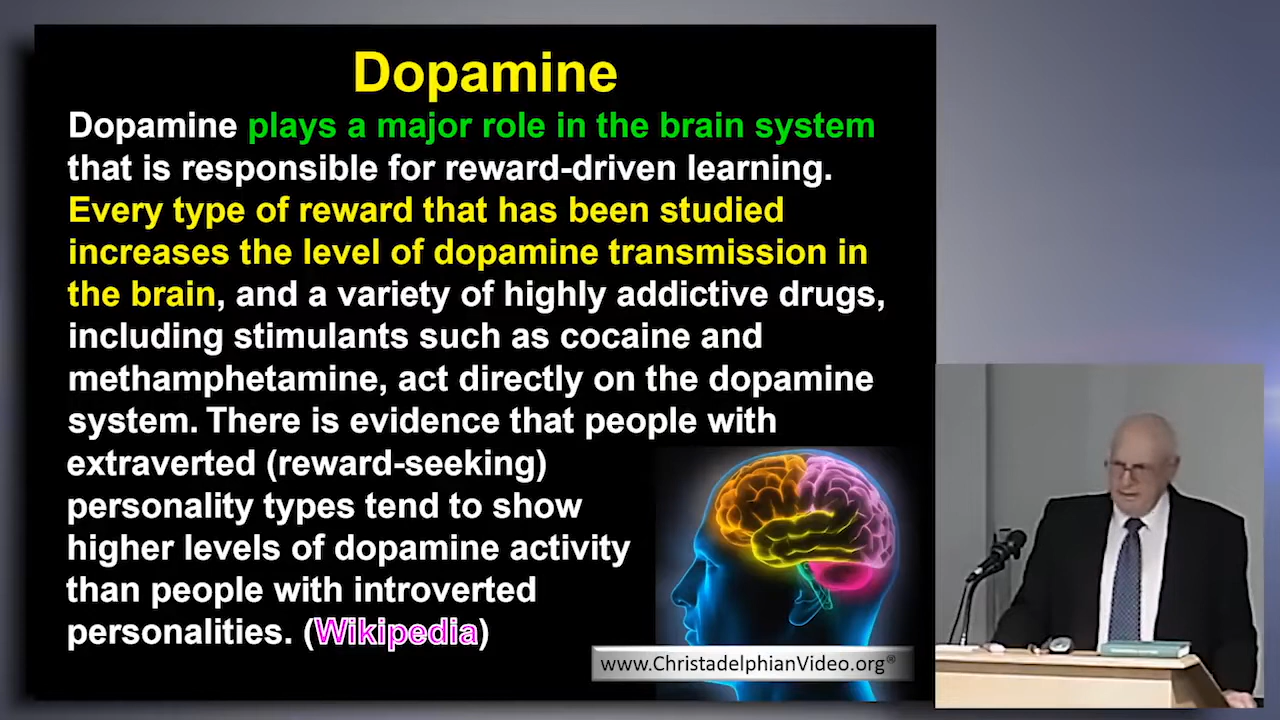 Dopamine
Dopamine plays a major role in the brain system
that is responsible for reward-driven learning.
Every type of reward that has been studied
increases the level of dopamine transmission in
the brain, and a variety of highly addictive drugs,
including stimulants such as cocaine and
methamphetamine, act directly on the dopamine
system. There is evidence that people with
extraverted (reward-seeking)
personality types tend to show
higher levels of dopamine activity
than people with introverted
personalities. (Wikipedia)
www.ChristadelphianVideo.org®